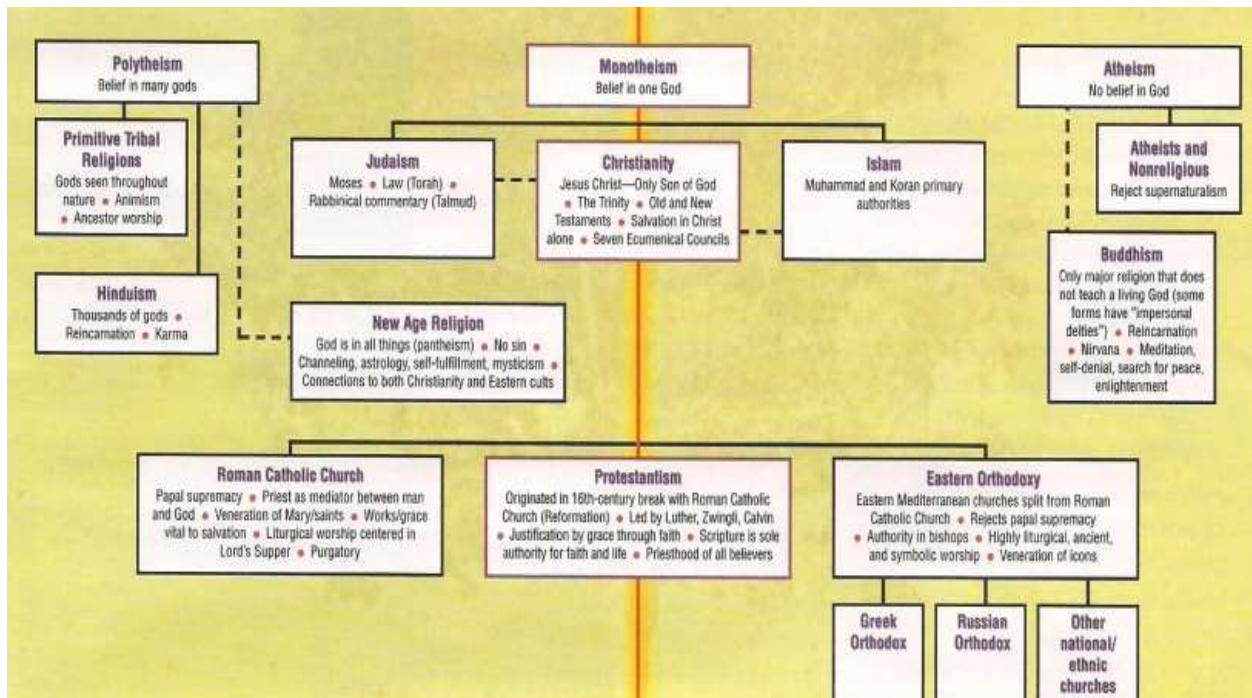 Polytheism
Belief in many gods
Monotheism
Belief in one God
Atheism
No belief in God
Primitive Tribal
Religions
Gods seen throughout
nature • Animism
• Ancestor worship
Judaism
Moses • Law (Torah) •
Rabbinical commentary (Talmud)
Christianity
Jesus Christ—Only Son of God
• The Trinity • Old and New
Testaments • Salvation in Christ
alone • Seven Ecumenical Councils
Islam
Muhammad and Koran primary
authorities
Atheists and
Nonreligious
Reject supernaturalism
Hinduism
Thousands of gods •
Reincarnation • Karma
New Age Religion
God is in all things (pantheism) • No sin •
Channeling, astrology, self-fulfillment, mysticism •
Connections to both Christianity and Eastern cults
Buddhism
Only major religion that does
not teach a living God (some
forms have "impersonal
deities") • Reincarnation
• Nirvana • Meditation,
self-denial, search for peace,
enlightenment
Roman Catholic Church
Papal supremacy • Priest as mediator between man
and God • Veneration of Mary/saints • Works/grace
vital to salvation • Liturgical worship centered in
Lord's Supper • Purgatory
Protestantism
Originated in 16th-century break with Roman Catholic
Church (Reformation) • Led by Luther, Zwingli, Calvin
• Justification by grace through faith • Scripture is sole
authority for faith and life • Priesthood of all believers
Eastern Orthodoxy
Eastern Mediterranean churches split from Roman
Catholic Church • Rejects papal supremacy
• Authority in bishops • Highly liturgical, ancient,
and symbolic worship • Veneration of icons
Greek
Orthodox
Russian
Orthodox
Other
national/
ethnic
churches